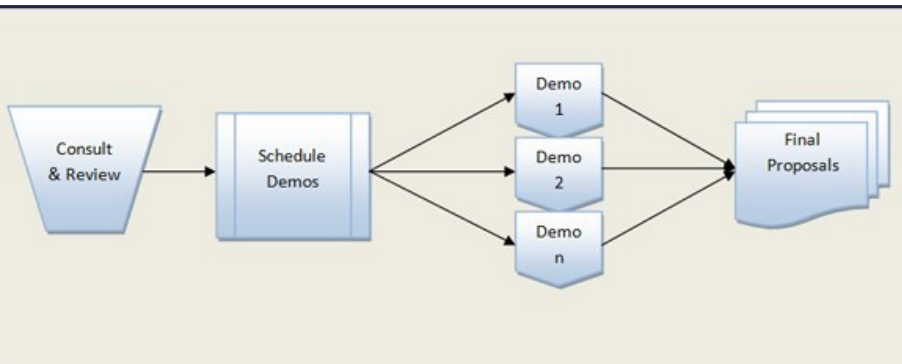 Consult
& Review
Schedule
Demos
Demo
1
Demo
2
Demo
n
Final
Proposals